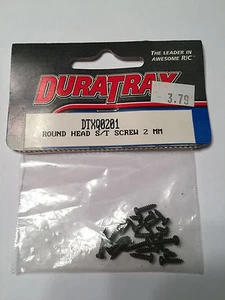 THE LEADER IN
AWESOME R/C
DURATRAX
3.79
DTXQ0201
ROUND HEAD S/T SCREW 2 MM